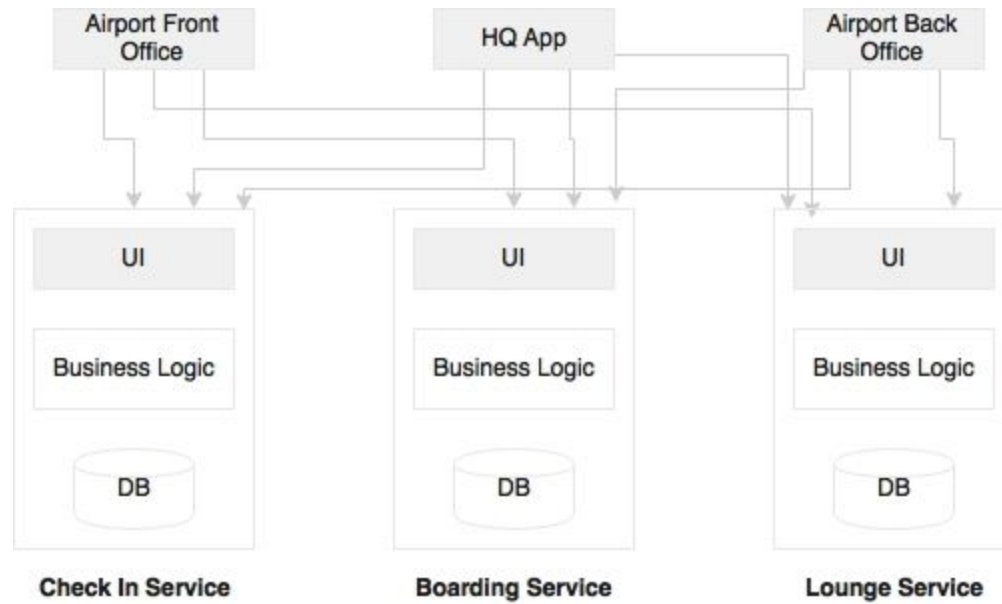 Airport Front
Office
HQ App
Airport Back
Office
UI
UI
UI
Business Logic
Business Logic
Business Logic
DB
DB
DB
Check In Service
Boarding Service
Lounge Service